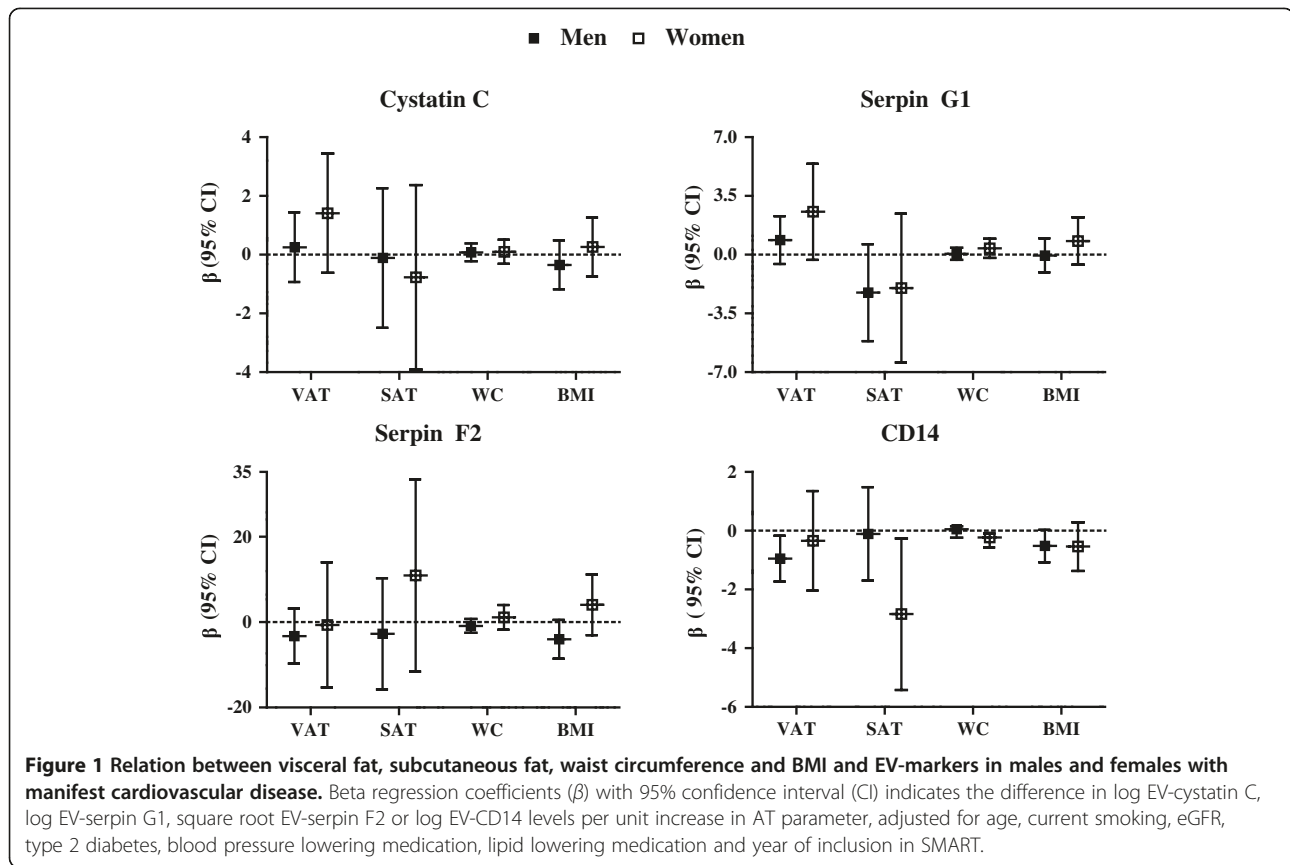 ■ Men □ Women
Cystatin C
β (95% CI)
4
2
0
-2
-4
VAT SAT WC BMI
Serpin G1
β (95% CI)
7.0
3.5
0.0
-3.5
-7.0
VAT SAT WC BMI
Serpin F2
β (95% CI)
35
20
0
-20
VAT SAT WC BMI
CD14
β ( 95% CI)
2
0
-2
-4
-6
VAT SAT WC BMI
Figure 1 Relation between visceral fat, subcutaneous fat, waist circumference and BMI and EV-markers in males and females with
manifest cardiovascular disease. Beta regression coefficients (β) with 95% confidence interval (CI) indicates the difference in log EV-cystatin C,
log EV-serpin G1, square root EV-serpin F2 or log EV-CD14 levels per unit increase in AT parameter, adjusted for age, current smoking, eGFR,
type 2 diabetes, blood pressure lowering medication, lipid lowering medication and year of inclusion in SMART.